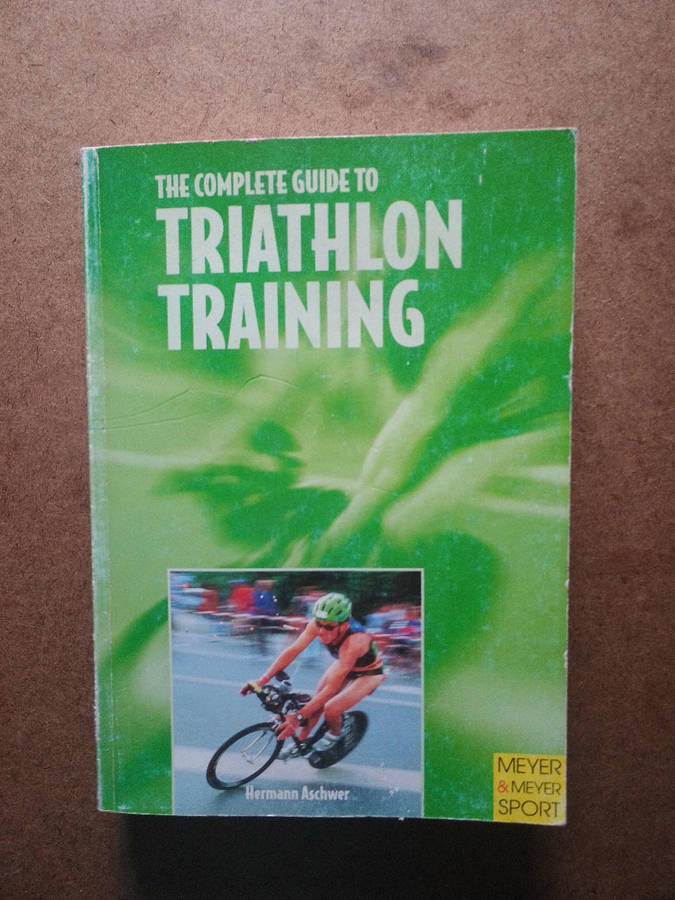 THE COMPLETE GUIDE TO
TRIATHLON
TRAINING
Hermann Aschwer
MEYER
& MEYER
SPORT